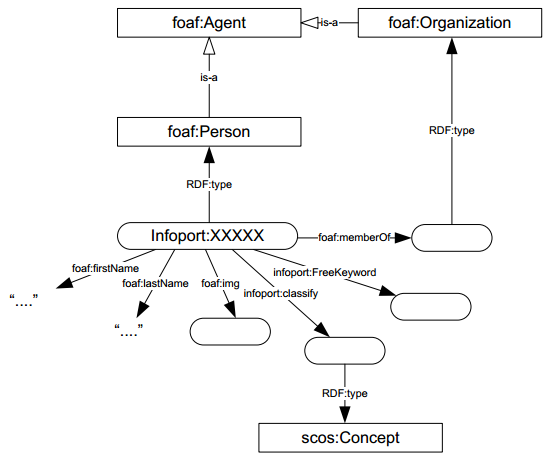 foaf:Agent
is-a
foaf:Organization
is-a
foaf:Person
RDF:type
RDF:type
Infoport:XXXXX
foaf:memberOf
foaf:firstName
infoport:FreeKeyword
foaf:lastName
foaf:img
infoport:classify
“....”
“....”
RDF:type
scos:Concept